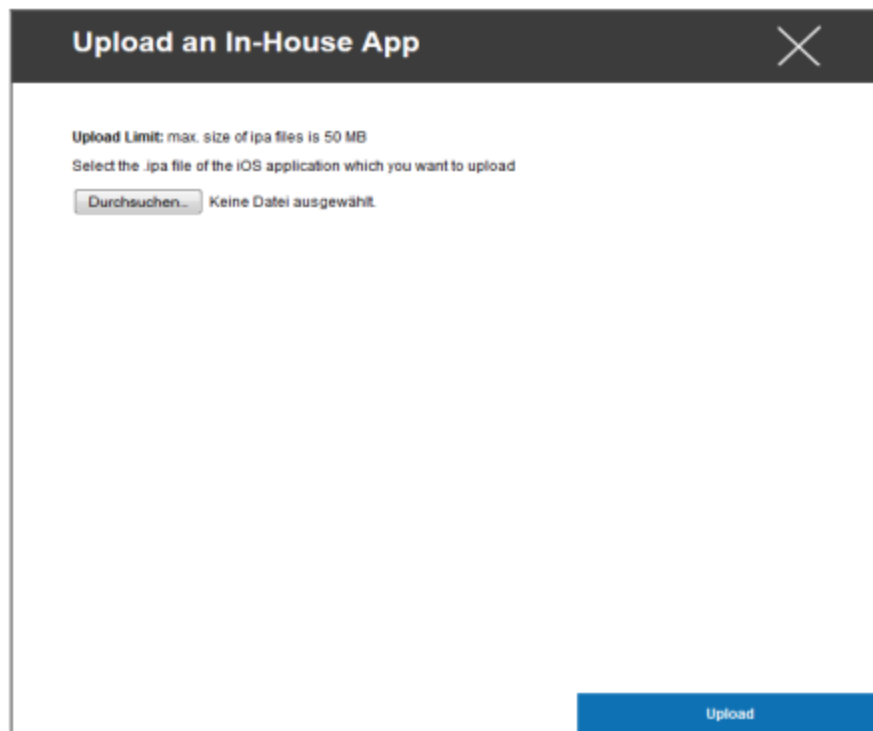 Upload an In-House App
Upload Limit: max. size of ipa files is 50 MB
Select the .ipa file of the iOS application which you want to upload
Durchsuchen... Keine Datei ausgewählt.
Upload